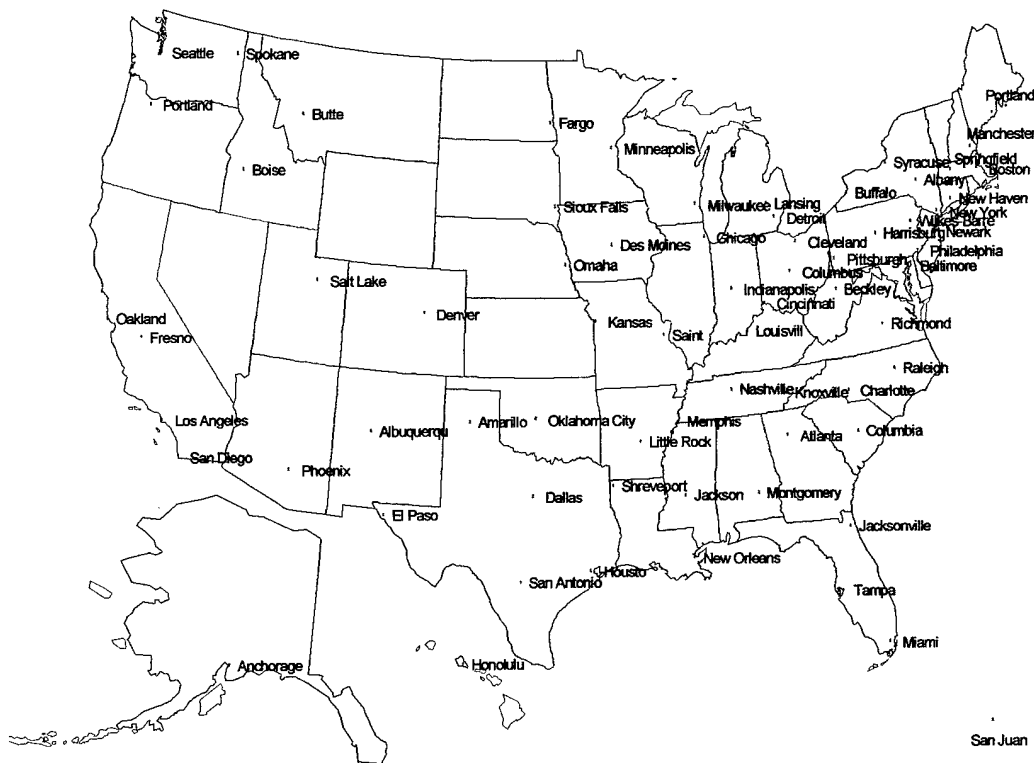 Seattle
Spokane
Portland
Butte
Fargo
Portland
Minneapolis
Manchester
Boise
Syracuse
Springfield
Boston
Albany
Buffalo
New Haven
Sioux Falls
Milwaukee
Lansing
Detroit
New York
Wilkes-Barre
Harrisburg
Newark
Chicago
Des Moines
Cleveland
Philadelphia
Pittsburgh
Omaha
Baltimore
Columbus
Salt Lake
Indianapolis
Beckley
Cincinnati
Denver
Oakland
Kansas
Richmond
Fresno
Saint
Louisvill
Raleigh
Nashville
Knoxville
Charlotte
Los Angeles
Amarillo
Oklahoma City
Memphis
Albuquerqu
Little Rock
Atlanta
Columbia
San Diego
Phoenix
Shreveport
Dallas
Jackson
Montgomery
El Paso
Jacksonville
New Orleans
Housto
San Antonio
Tampa
Miami
Anchorage
Honolulu
San Juan